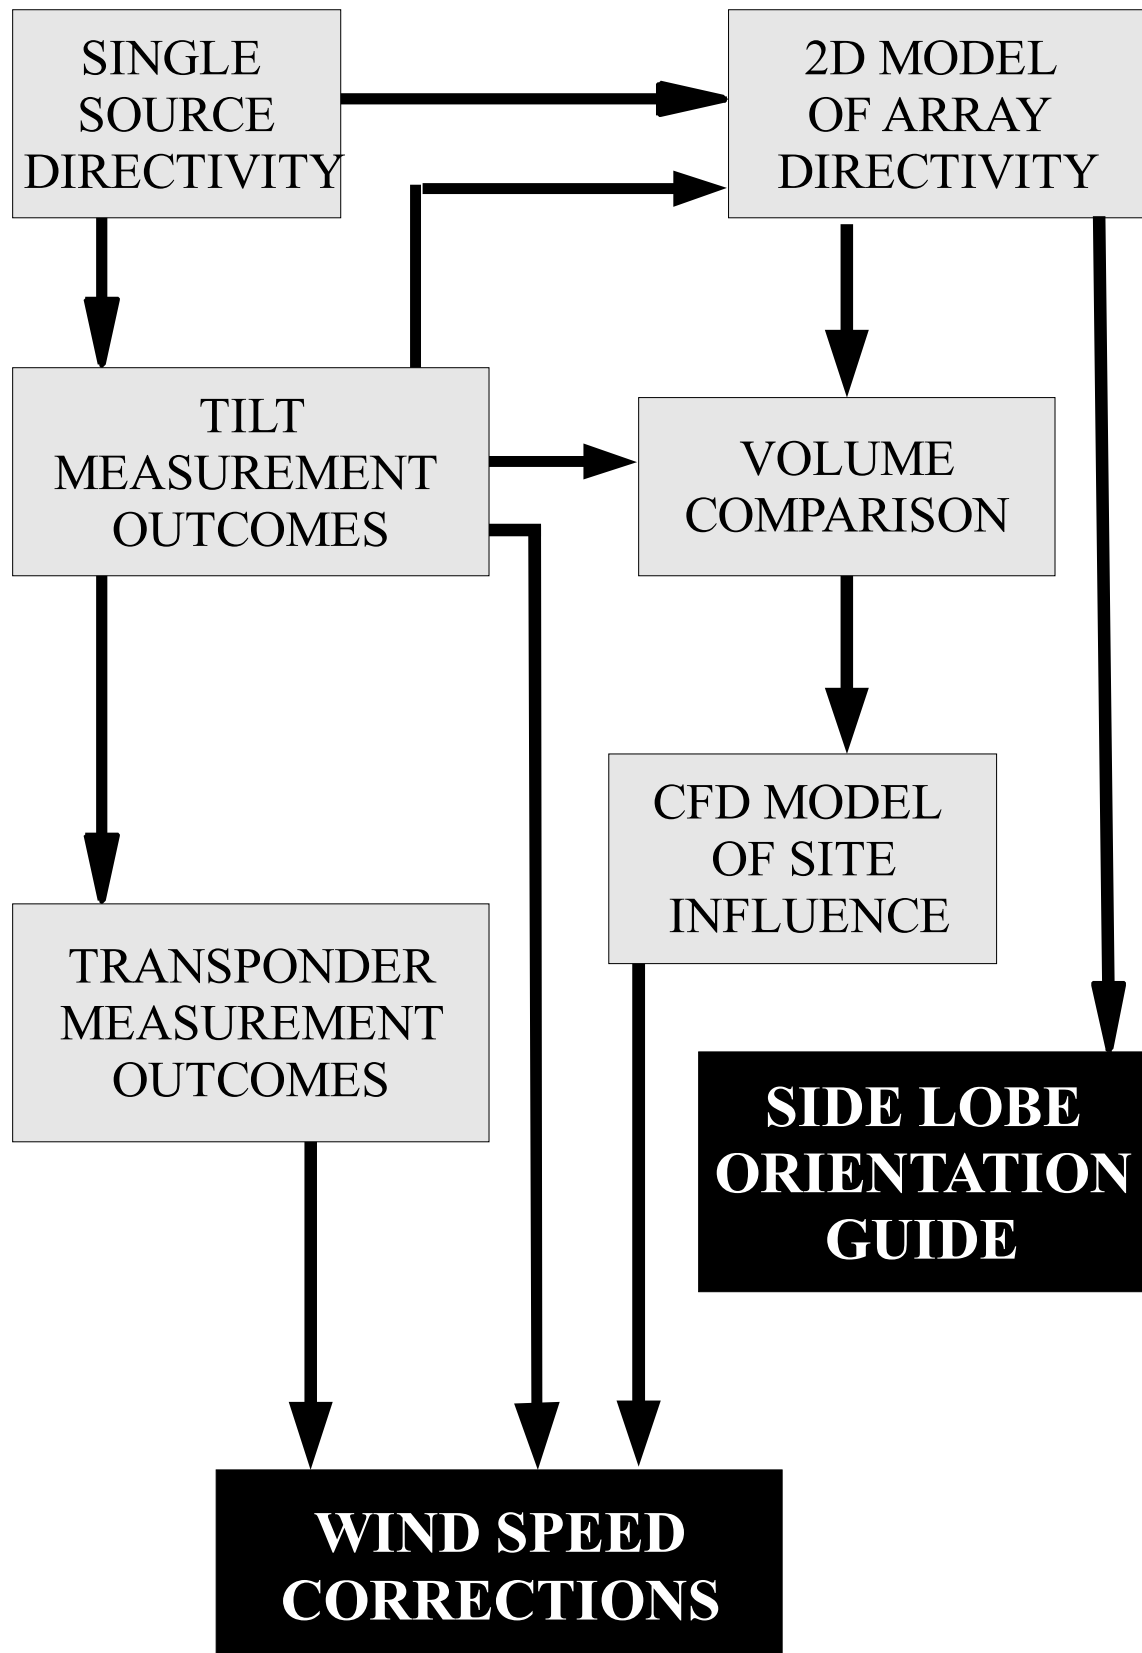 SINGLE
SOURCE
DIRECTIVITY
2D MODEL
OF ARRAY
DIRECTIVITY
TILT
MEASUREMENT
OUTCOMES
VOLUME
COMPARISON
CFD MODEL
OF SITE
INFLUENCE
TRANSPONDER
MEASUREMENT
OUTCOMES
SIDE LOBE
ORIENTATION
GUIDE
WIND SPEED
CORRECTIONS